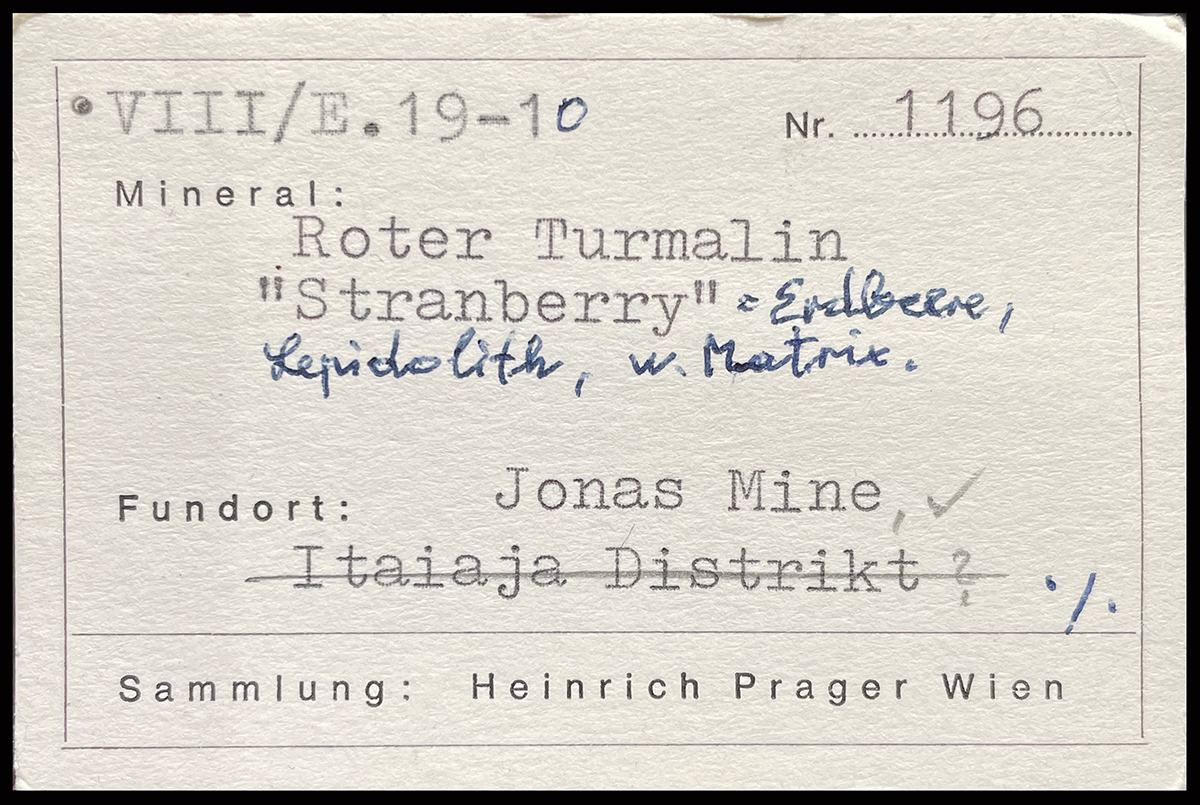 • VIII/E.19-10 Nr. 1196
Mineral:
Roter Turmalin
"Stranberry" = Erdbeere,
Lepidolith, w. Matrix.
Fundort: Jonas Mine, ✓
Itaiaja Distrikt ?
./.
Sammlung: Heinrich Prager Wien